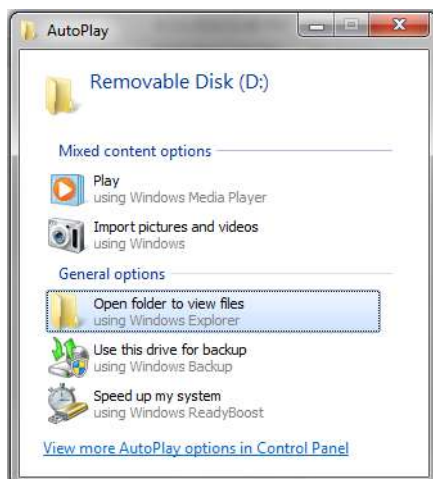 AutoPlay
Removable Disk (D:)
Mixed content options
Play
using Windows Media Player
Import pictures and videos
using Windows
General options
Open folder to view files
using Windows Explorer
Use this drive for backup
using Windows Backup
Speed up my system
using Windows ReadyBoost
View more AutoPlay options in Control Panel